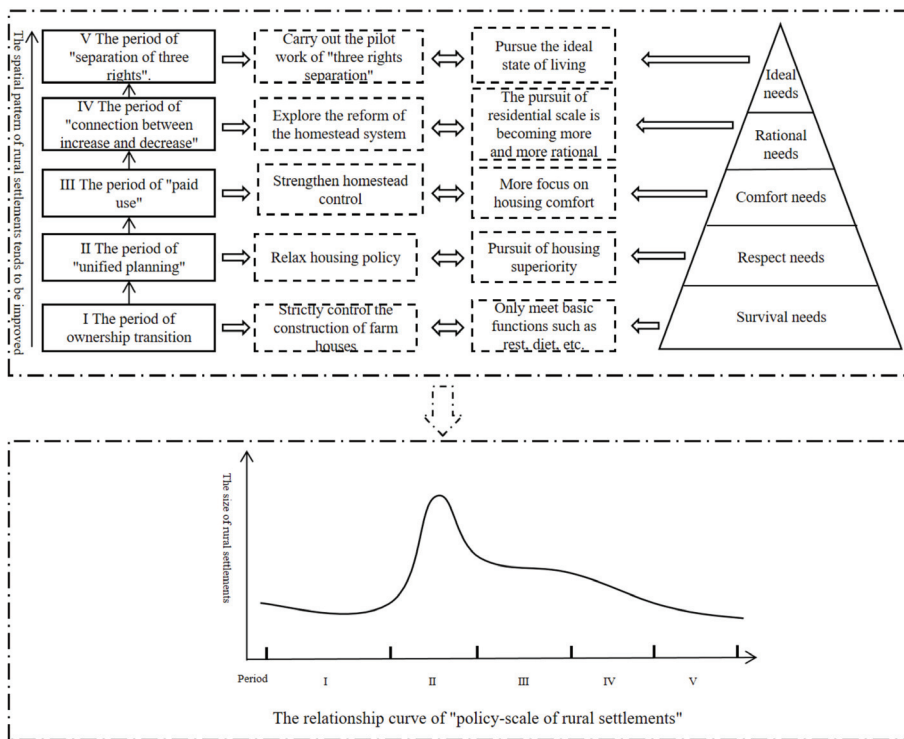 The spatial pattern of rural settlements tends to be improved
V The period of
"separation of three
rights".
Carry out the pilot
work of "three rights
separation"
Pursue the ideal
state of living
Ideal
needs
IV The period of
"connection between
increase and decrease"
Explore the reform of
the homestead system
The pursuit of
residential scale is
becoming more
and more rational
Rational
needs
III The period of "paid
use"
Strengthen homestead
control
More focus on
housing comfort
Comfort needs
II The period of
"unified planning"
Relax housing policy
Pursuit of housing
superiority
Respect needs
I The period of
ownership transition
Strictly control the
construction of farm
houses
Only meet basic
functions such as
rest, diet, etc.
Survival needs
The size of rural
settlements
Period
I
II
III
IV
V
The relationship curve of "policy-scale of rural settlements"